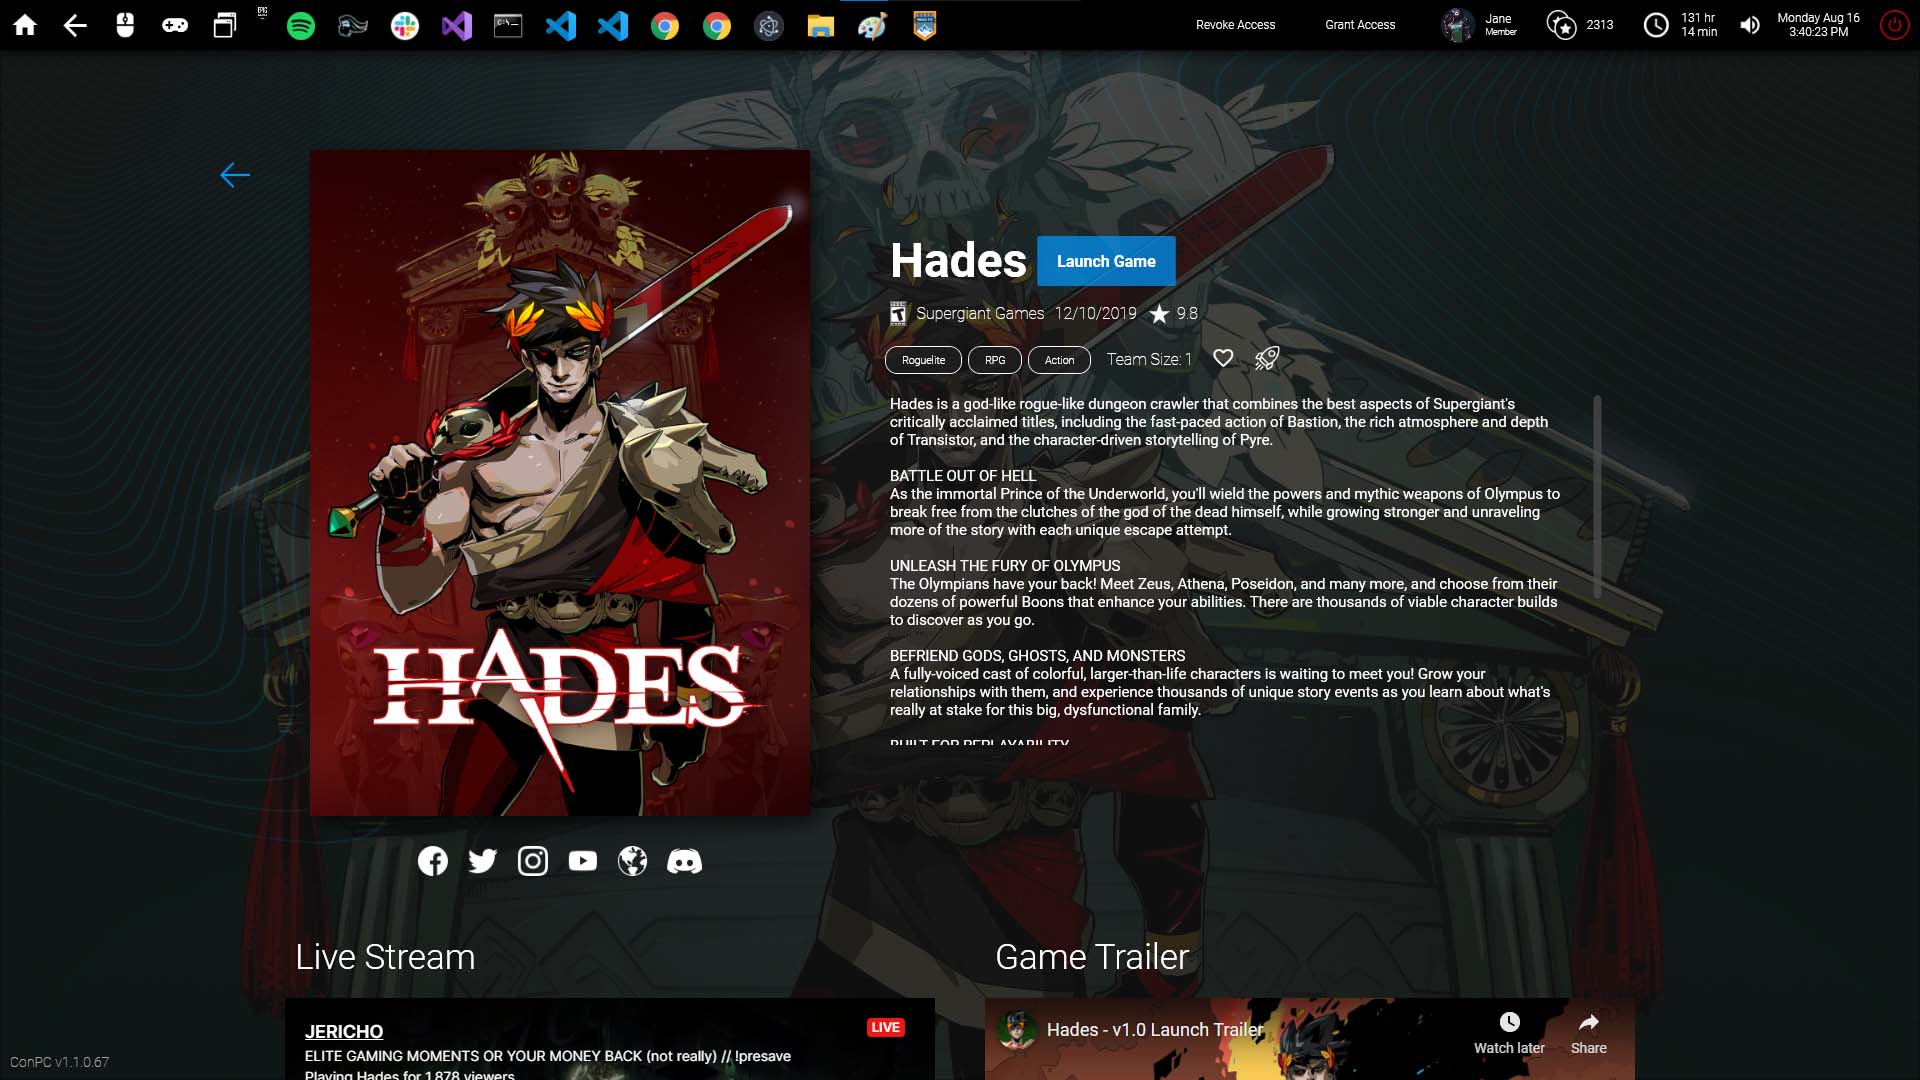 Revoke Access
Grant Access
Jane
Member
2313
131 hr
14 min
Monday Aug 16
3:40:23 PM
Hades
Launch Game
Supergiant Games 12/10/2019 9.8
Roguelite RPG Action Team Size: 1
Hades is a god-like rogue-like dungeon crawler that combines the best aspects of Supergiant's
critically acclaimed titles, including the fast-paced action of Bastion, the rich atmosphere and depth
of Transistor, and the character-driven storytelling of Pyre.
BATTLE OUT OF HELL
As the immortal Prince of the Underworld, you'll wield the powers and mythic weapons of Olympus to
break free from the clutches of the god of the dead himself, while growing stronger and unraveling
more of the story with each unique escape attempt.
UNLEASH THE FURY OF OLYMPUS
The Olympians have your back! Meet Zeus, Athena, Poseidon, and many more, and choose from their
dozens of powerful Boons that enhance your abilities. There are thousands of viable character builds
to discover as you go.
BEFRIEND GODS, GHOSTS, AND MONSTERS
A fully-voiced cast of colorful, larger-than-life characters is waiting to meet you! Grow your
relationships with them, and experience thousands of unique story events as you learn about what's
really at stake for this big, dysfunctional family.
BUILT FOR REPLAYABILITY
HADES
Live Stream
JERICHO
LIVE
ELITE GAMING MOMENTS OR YOUR MONEY BACK (not really) // !presave
Playing Hades for 1,878 viewers
Game Trailer
Hades - v1.0 Launch Trailer
Watch later
Share
ConPC v1.1.0.67